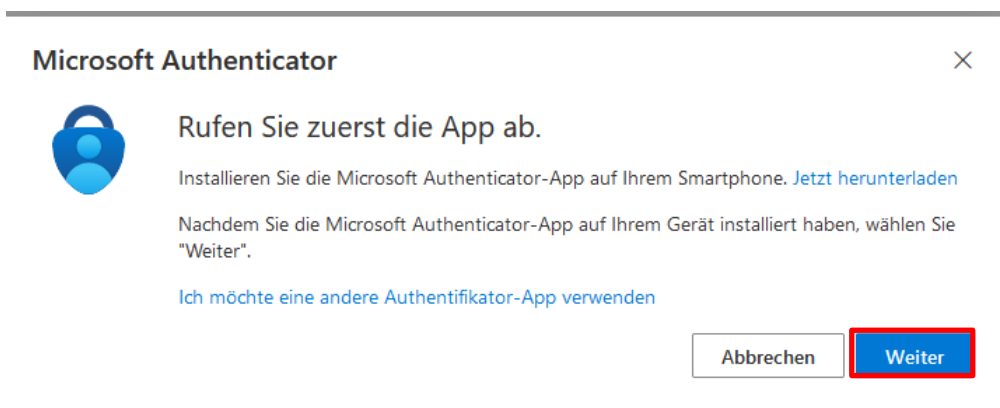 Microsoft Authenticator
Rufen Sie zuerst die App ab.
Installieren Sie die Microsoft Authenticator-App auf Ihrem Smartphone. Jetzt herunterladen
Nachdem Sie die Microsoft Authenticator-App auf Ihrem Gerät installiert haben, wählen Sie
"Weiter".
Ich möchte eine andere Authentifikator-App verwenden
Abbrechen Weiter